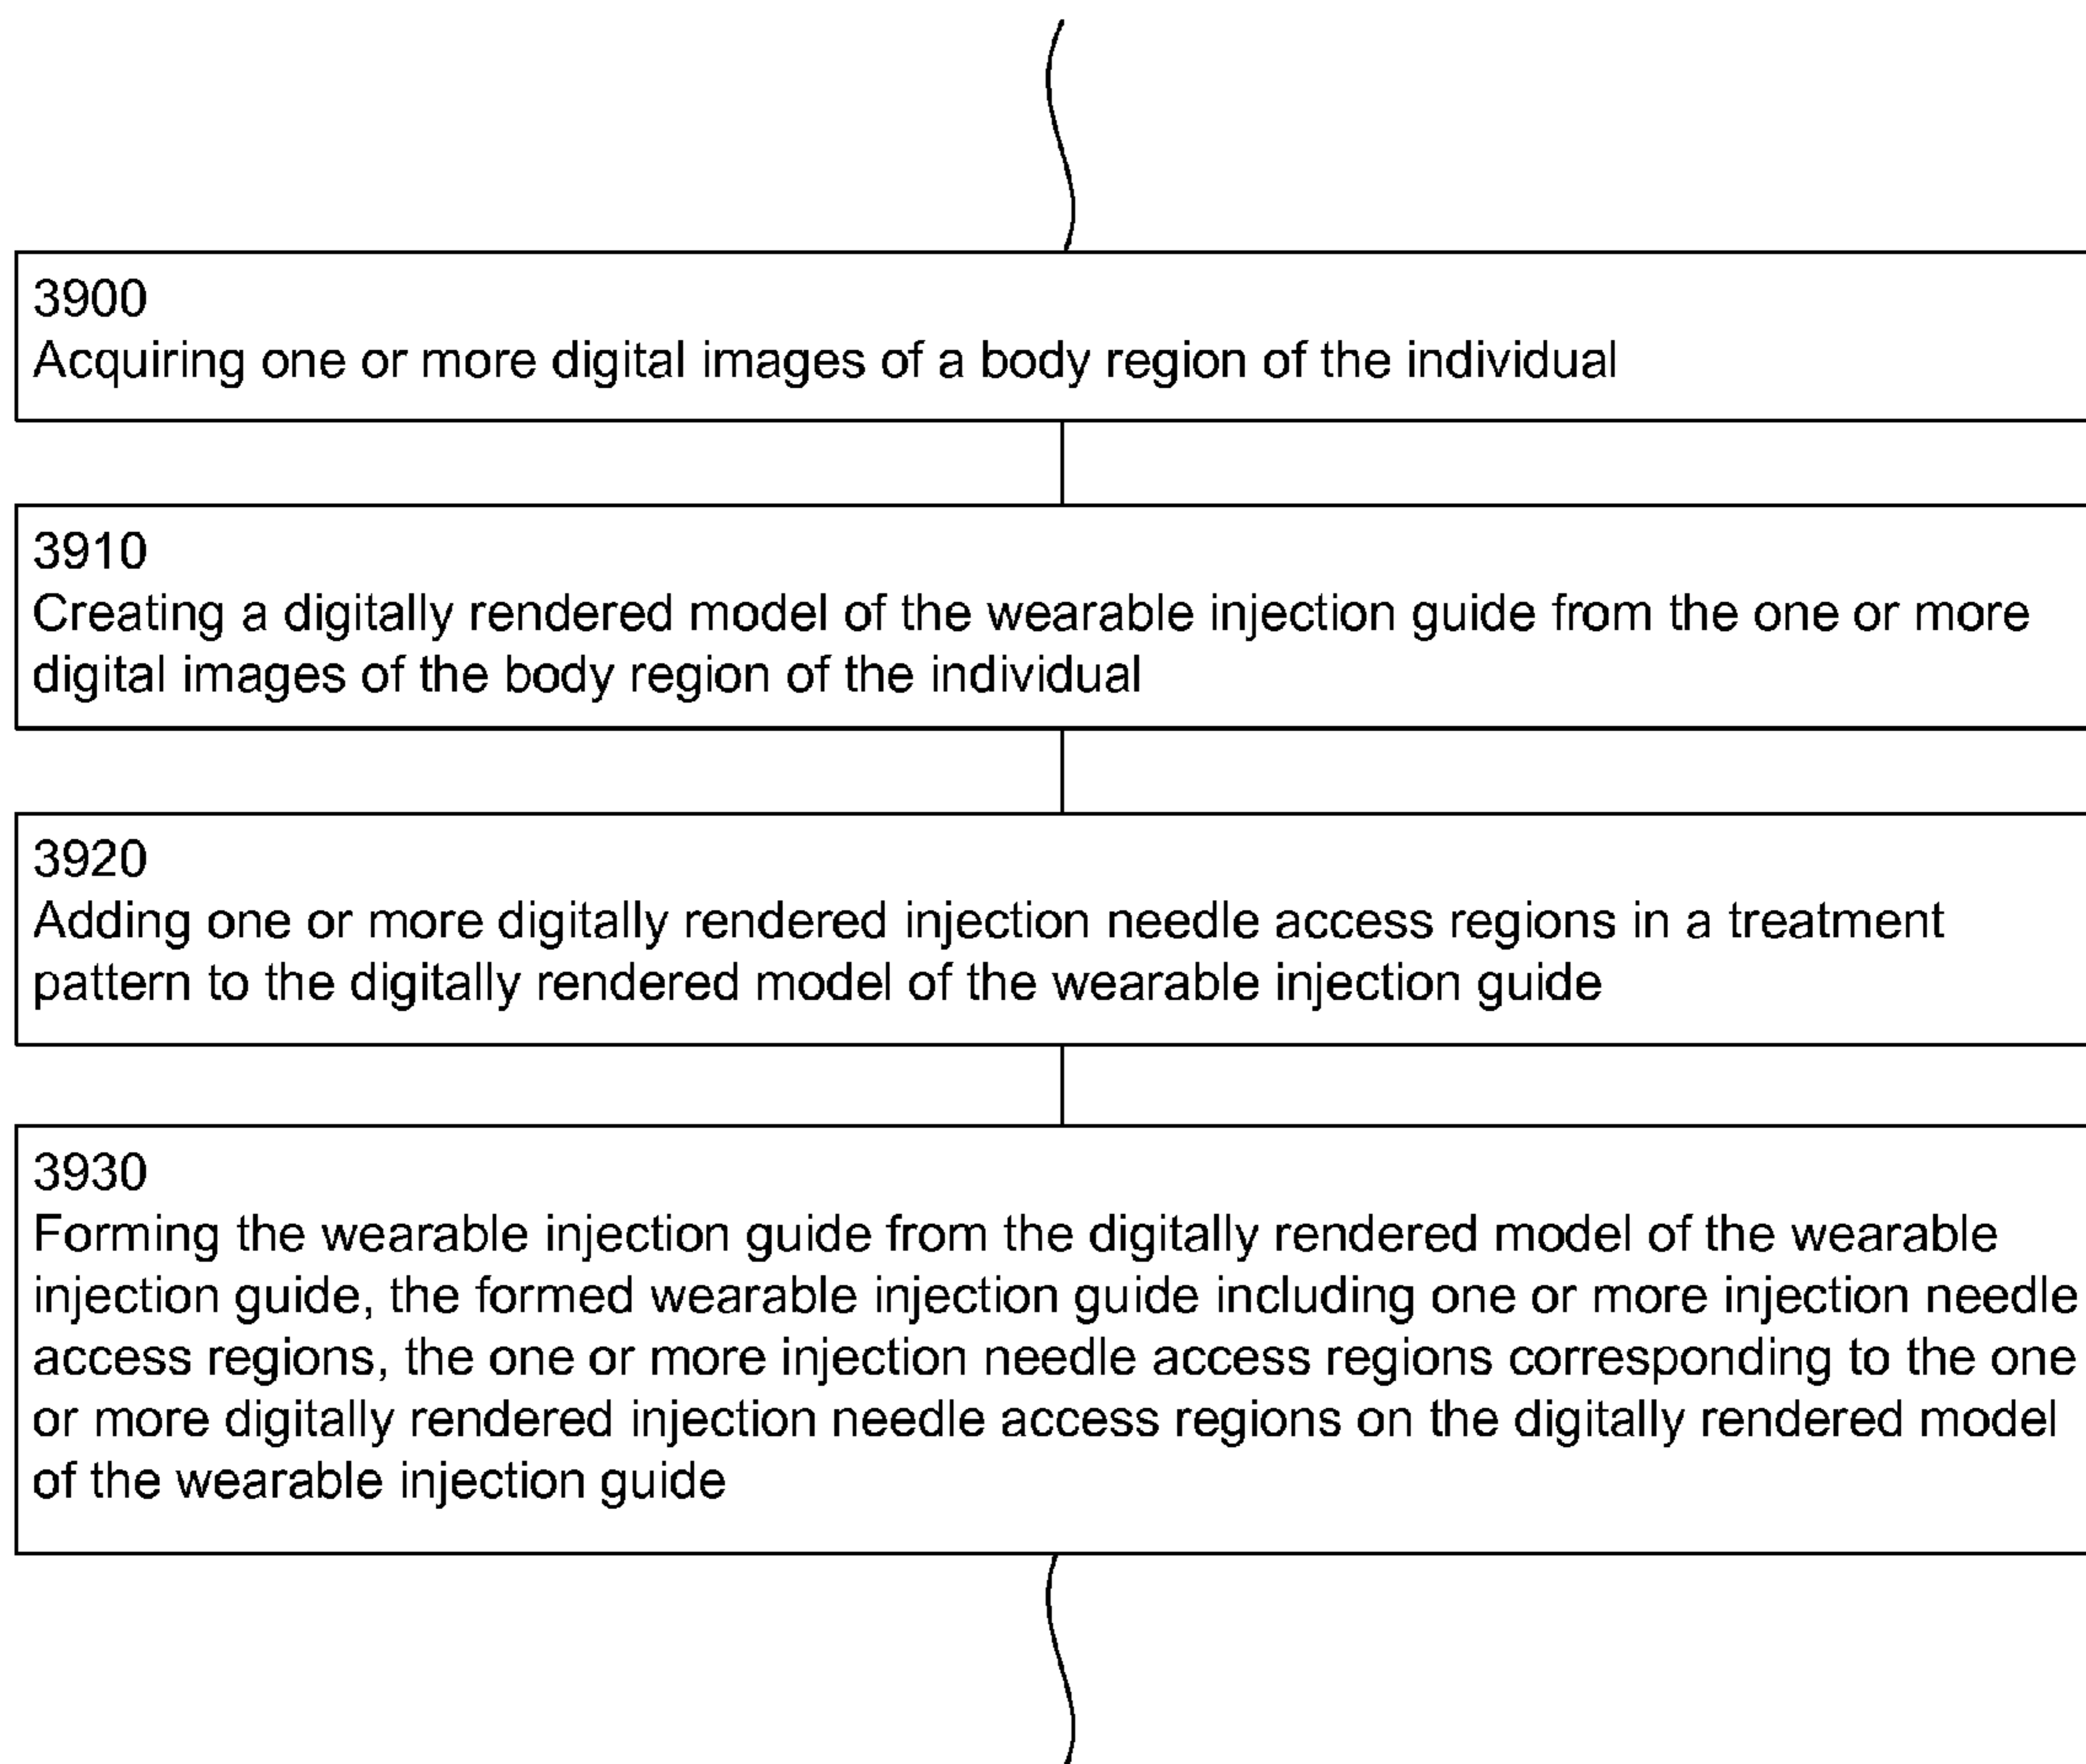 3900
Acquiring one or more digital images of a body region of the individual
3910
Creating a digitally rendered model of the wearable injection guide from the one or more
digital images of the body region of the individual
3920
Adding one or more digitally rendered injection needle access regions in a treatment
pattern to the digitally rendered model of the wearable injection guide
3930
Forming the wearable injection guide from the digitally rendered model of the wearable
injection guide, the formed wearable injection guide including one or more injection needle
access regions, the one or more injection needle access regions corresponding to the one
or more digitally rendered injection needle access regions on the digitally rendered model
of the wearable injection guide